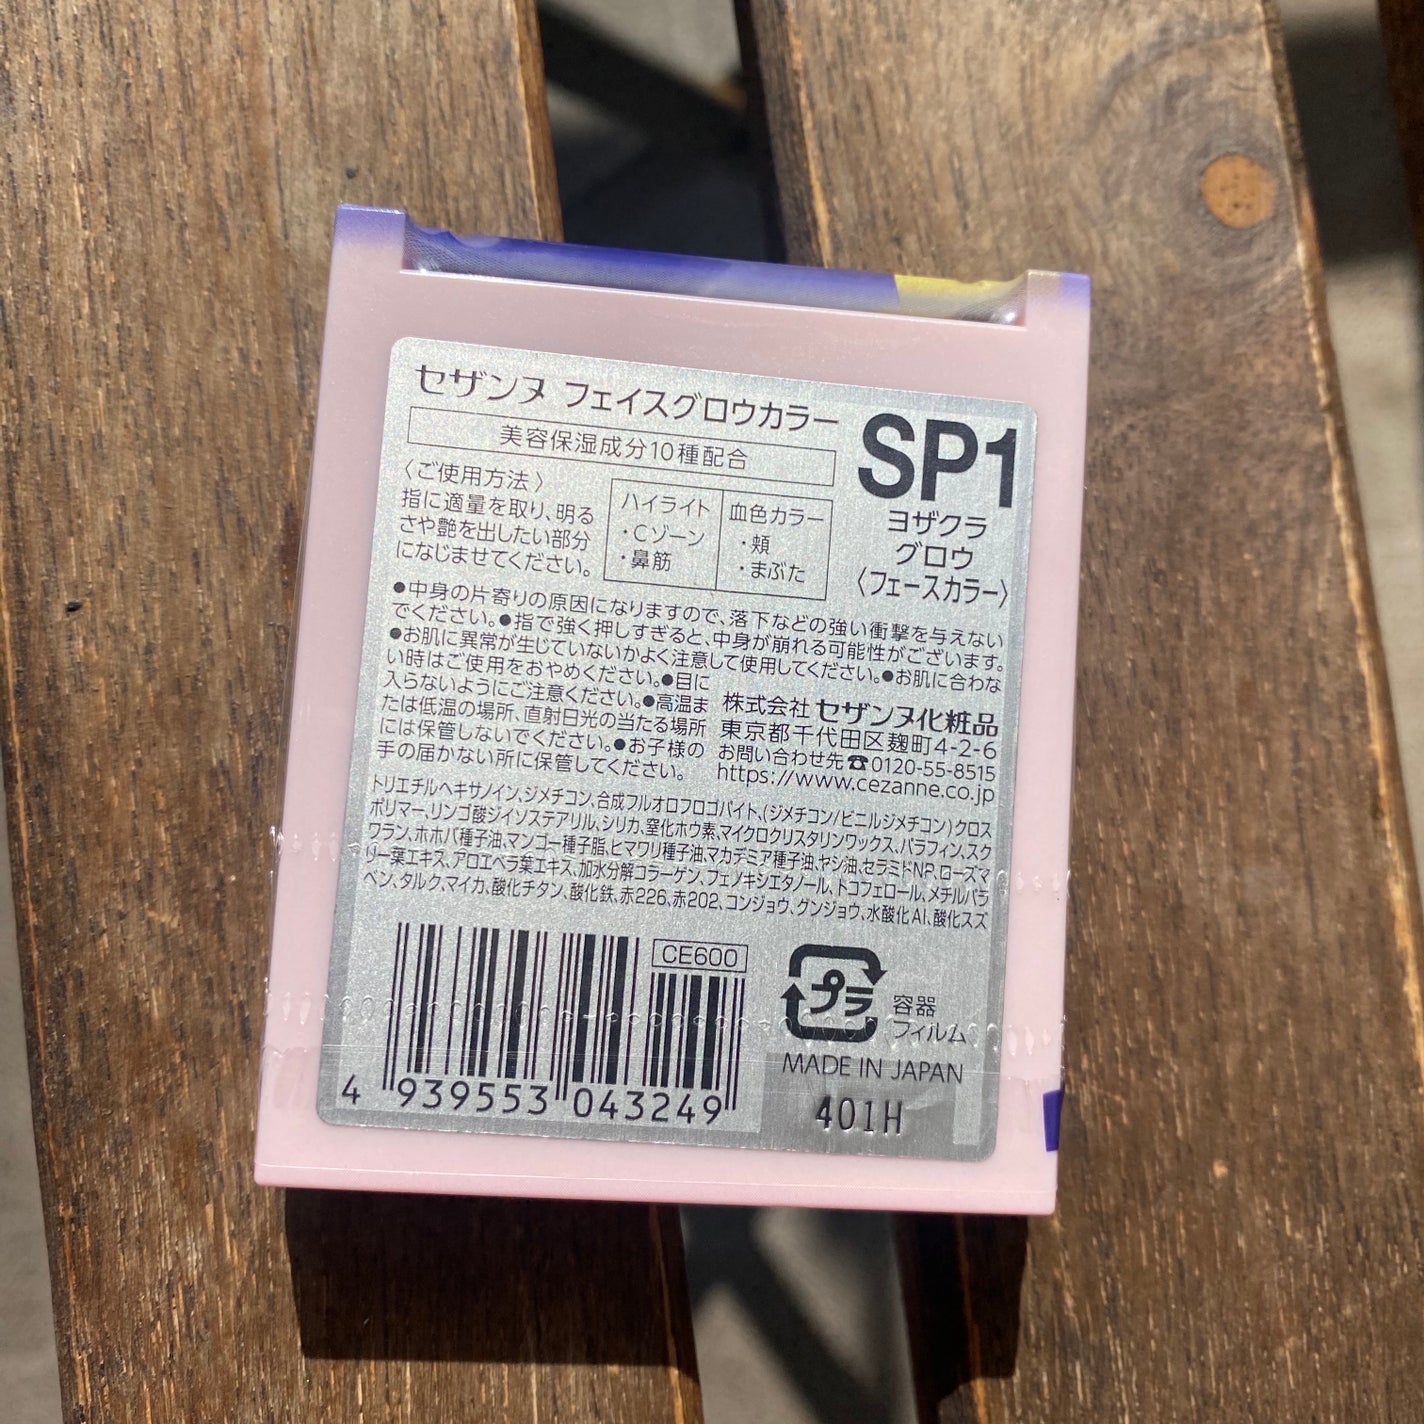 セザンヌ フェイスグロウカラー
美容保湿成分10種配合
SP1
ヨザクラ
グロウ
〈フェースカラー〉
〈ご使用方法〉
指に適量を取り、明る
さや艶を出したい部分
になじませてください。
ハイライト
・Cゾーン
・鼻筋
血色カラー
・頬
・まぶた
●中身の片寄りの原因になりますので、落下などの強い衝撃を与えない
でください。●指で強く押しすぎると、中身が崩れる可能性がございます。
●お肌に異常が生じていないかよく注意して使用してください。●お肌に合わな
い時はご使用をおやめください。●目に
入らないようにご注意ください。●高温ま
たは低温の場所、直射日光の当たる場所
には保管しないでください。●お子様の
手の届かない所に保管してください。
株式会社 セザンヌ化粧品
東京都千代田区麹町4-2-6
お問い合わせ先☎0120-55-8515
https://www.cezanne.co.jp
トリエチルヘキサノイン、ジメチコン、合成フルオロフロゴパイト、(ジメチコン/ビニルジメチコン)クロス
ポリマー、リンゴ酸ジイソステアリル、シリカ、窒化ホウ素、マイクロクリスタリンワックス、パラフィン、スク
ワラン、ホホバ種子油、マンゴー種子脂、ヒマワリ種子油、マカデミア種子油、ヤシ油、セラミドNP、ローズマ
リー葉エキス、アロエベラ葉エキス、加水分解コラーゲン、フェノキシエタノール、トコフェロール、メチルパラ
ベン、タルク、マイカ、酸化チタン、酸化鉄、赤226、赤202、コンジョウ、グンジョウ、水酸化Al、酸化スズ
CE600
4 939553 043249
プラ
容器
フィルム
MADE IN JAPAN
401H